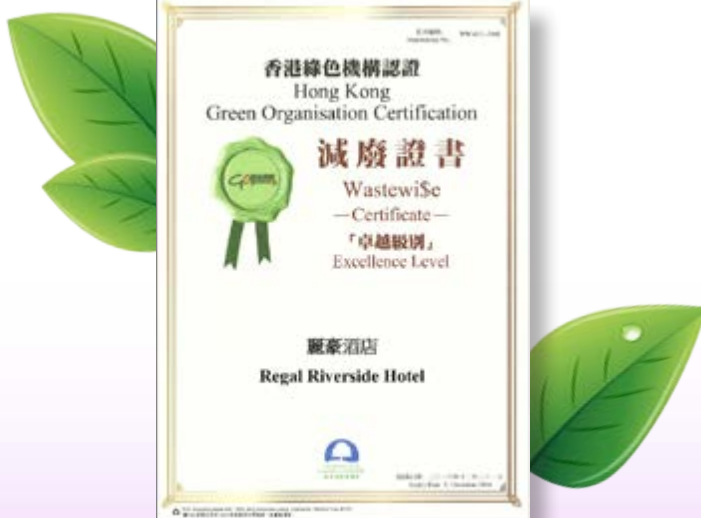 香港綠色機構認證
Hong Kong
Green Organisation Certification
減廢證書
Wastewi$e
—Certificate—
「卓越級別」
Excellence Level
麗豪酒店
Regal Riverside Hotel